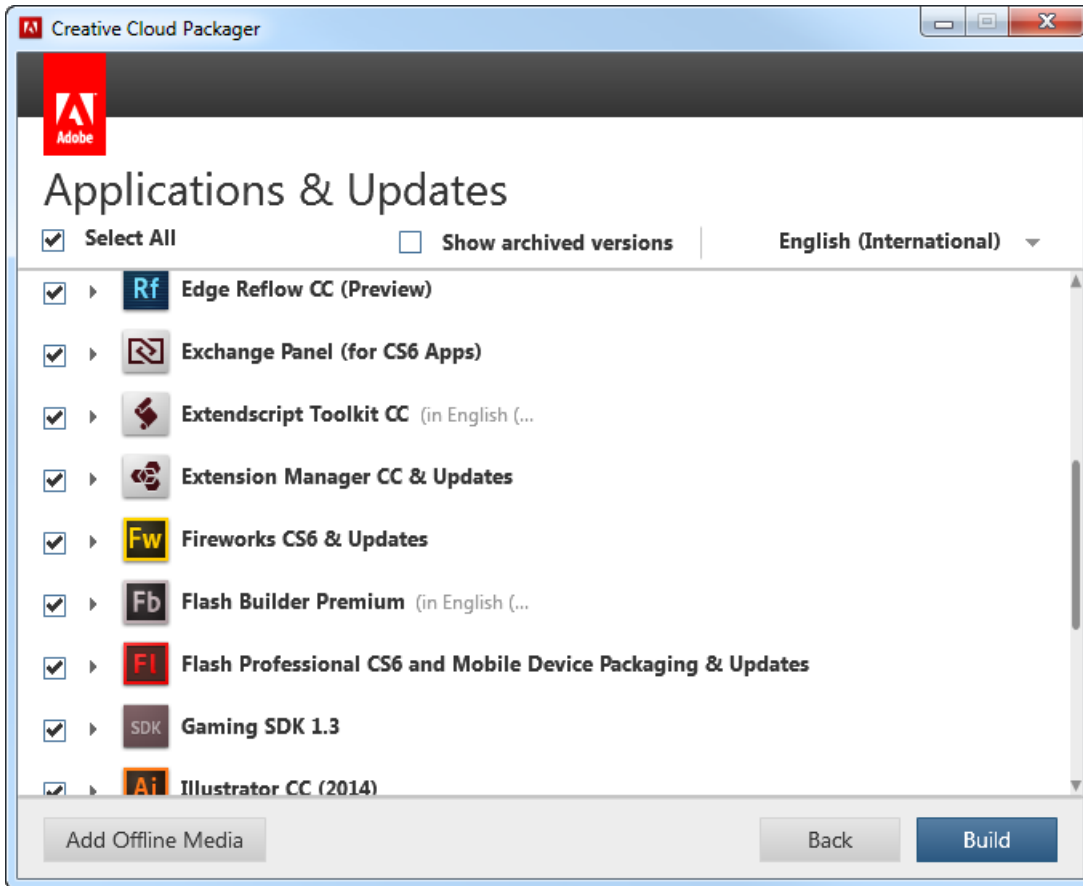 Creative Cloud Packager
Adobe
Applications & Updates
Select All Show archived versions English (International)
Rf Edge Reflow CC (Preview)
Exchange Panel (for CS6 Apps)
Extendscript Toolkit CC (in English (...
Extension Manager CC & Updates
Fw Fireworks CS6 & Updates
Fb Flash Builder Premium (in English (...
Fl Flash Professional CS6 and Mobile Device Packaging & Updates
SDK Gaming SDK 1.3
Ai Illustrator CC (2014)
Add Offline Media Back Build